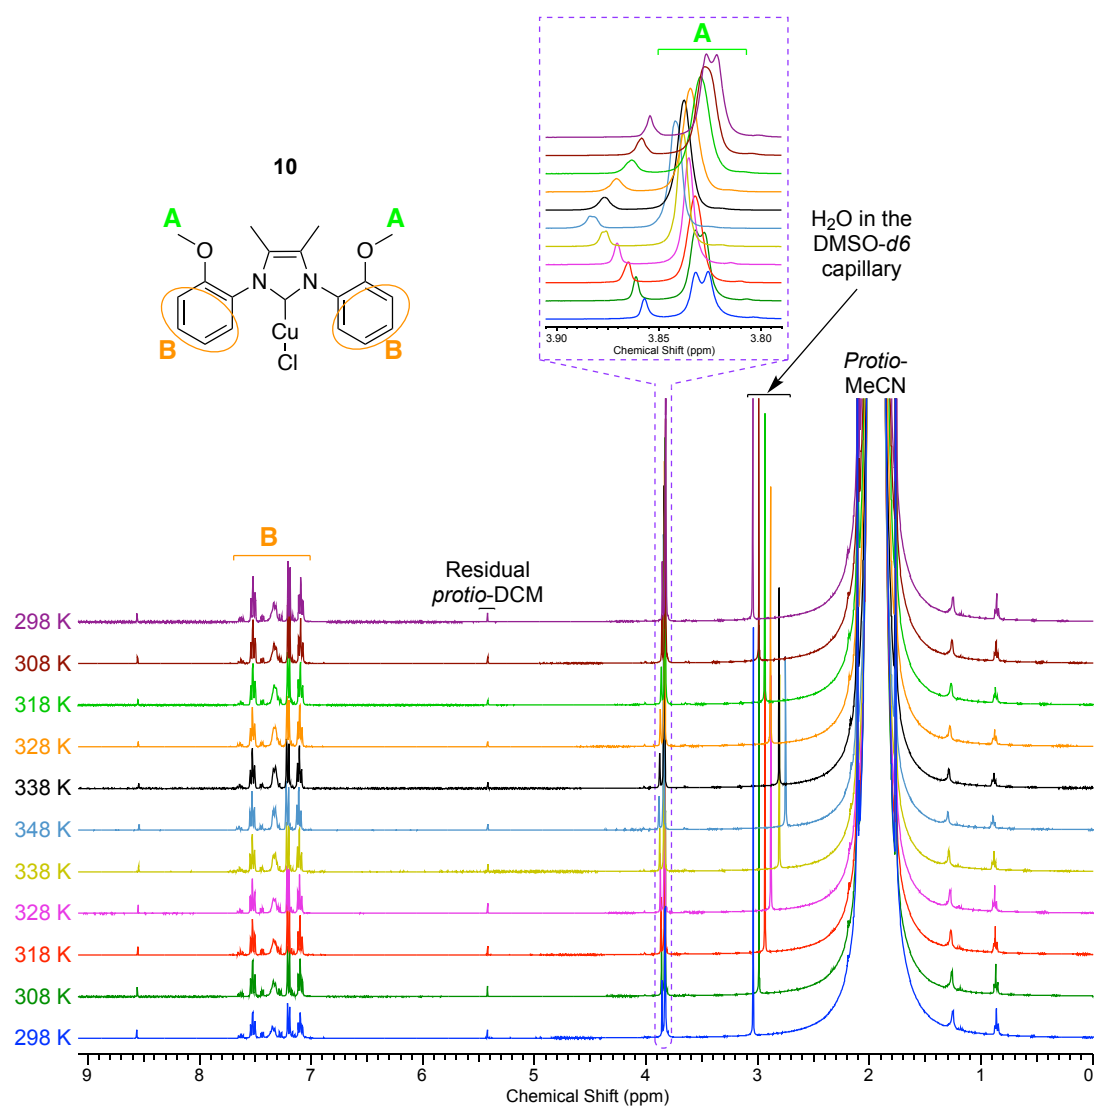 A
10
A
A
O
O
N
N
Cu
Cl
B
B
3.90
3.85
3.80
Chemical Shift (ppm)
H₂O in the
DMSO-d6
capillary
Protio-
MeCN
B
Residual
protio-DCM
298 K
308 K
318 K
328 K
338 K
348 K
338 K
328 K
318 K
308 K
298 K
9
8
7
6
5
4
3
2
1
0
Chemical Shift (ppm)